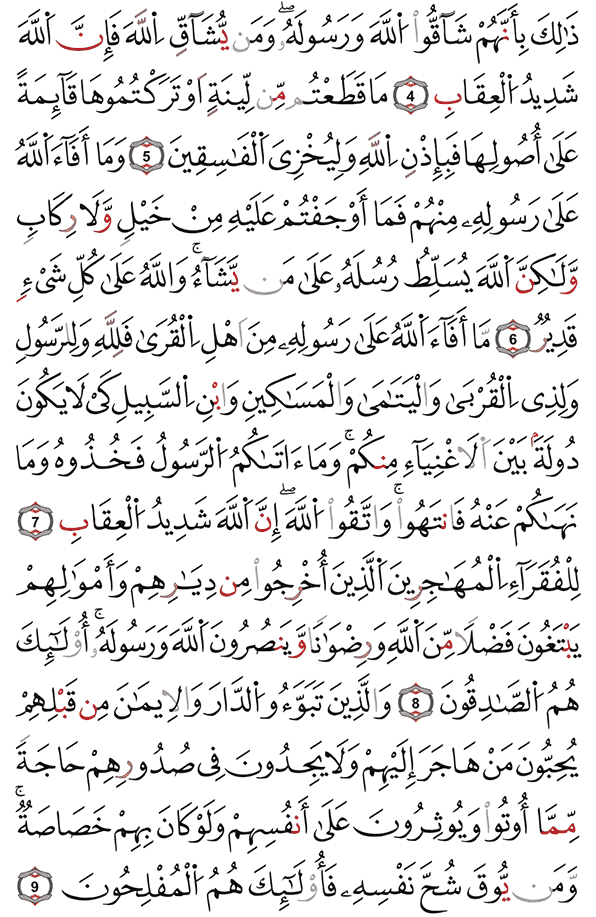 ذَٰلِكَ بِأَنَّهُمْ شَآقُّوا۟ ٱللَّهَ وَرَسُولَهُۥ ۖ وَمَن يُّشَآقِّ ٱللَّهَ فَإِنَّ ٱللَّهَ
شَدِيدُ ٱلْعِقَابِ 4 مَا قَطَعْتُم مِّن لِّينَةٍ اَوْ تَرَكْتُمُوهَا قَآئِمَةً
عَلَىٰٓ أُصُولِهَا فَبِإِذْنِ ٱللَّهِ وَلِيُخْزِىَ ٱلْفَٰسِقِينَ 5 وَمَآ أَفَآءَ ٱللَّهُ
عَلَىٰ رَسُولِهِۦ مِنْهُمْ فَمَآ أَوْجَفْتُمْ عَلَيْهِ مِنْ خَيْلٍ وَّلَا رِكَابٍ
وَّلَٰكِنَّ ٱللَّهَ يُسَلِّطُ رُسُلَهُۥ عَلَىٰ مَن يَّشَآءُ ۚ وَٱللَّهُ عَلَىٰ كُلِّ شَىْءٍ
قَدِيرٌ 6 مَّآ أَفَآءَ ٱللَّهُ عَلَىٰ رَسُولِهِۦ مِنَ اَهْلِ ٱلْقُرَىٰ فَلِلَّهِ وَلِلرَّسُولِ
وَلِذِى ٱلْقُرْبَىٰ وَٱلْيَتَٰمَىٰ وَٱلْمَسَٰكِينِ وَٱبْنِ ٱلسَّبِيلِ كَىْ لَا يَكُونَ
دُولَةًۢ بَيْنَ ٱلَاغْنِيَآءِ مِنكُمْ ۚ وَمَآ ءَاتَىٰكُمُ ٱلرَّسُولُ فَخُذُوهُ وَمَا
نَهَىٰكُمْ عَنْهُ فَٱنتَهُوا۟ ۚ وَٱتَّقُوا۟ ٱللَّهَ ۖ إِنَّ ٱللَّهَ شَدِيدُ ٱلْعِقَابِ 7
لِلْفُقَرَآءِ ٱلْمُهَٰجِرِينَ ٱلَّذِينَ أُخْرِجُوا۟ مِن دِيَٰرِهِمْ وَأَمْوَٰلِهِمْ
يَبْتَغُونَ فَضْلًا مِّنَ ٱللَّهِ وَرِضْوَٰنًا وَّيَنصُرُونَ ٱللَّهَ وَرَسُولَهُۥٓ ۚ أُو۟لَٰٓئِكَ
هُمُ ٱلصَّٰدِقُونَ 8 وَٱلَّذِينَ تَبَوَّءُو ٱلدَّارَ وَٱلِايمَٰنَ مِن قَبْلِهِمْ
يُحِبُّونَ مَنْ هَاجَرَ إِلَيْهِمْ وَلَا يَجِدُونَ فِى صُدُورِهِمْ حَاجَةً
مِّمَّآ أُوتُوا۟ وَيُوثِرُونَ عَلَىٰٓ أَنفُسِهِمْ وَلَوْ كَانَ بِهِمْ خَصَاصَةٌ ۚ
وَّمَن يُّوقَ شُحَّ نَفْسِهِۦ فَأُو۟لَٰٓئِكَ هُمُ ٱلْمُفْلِحُونَ 9